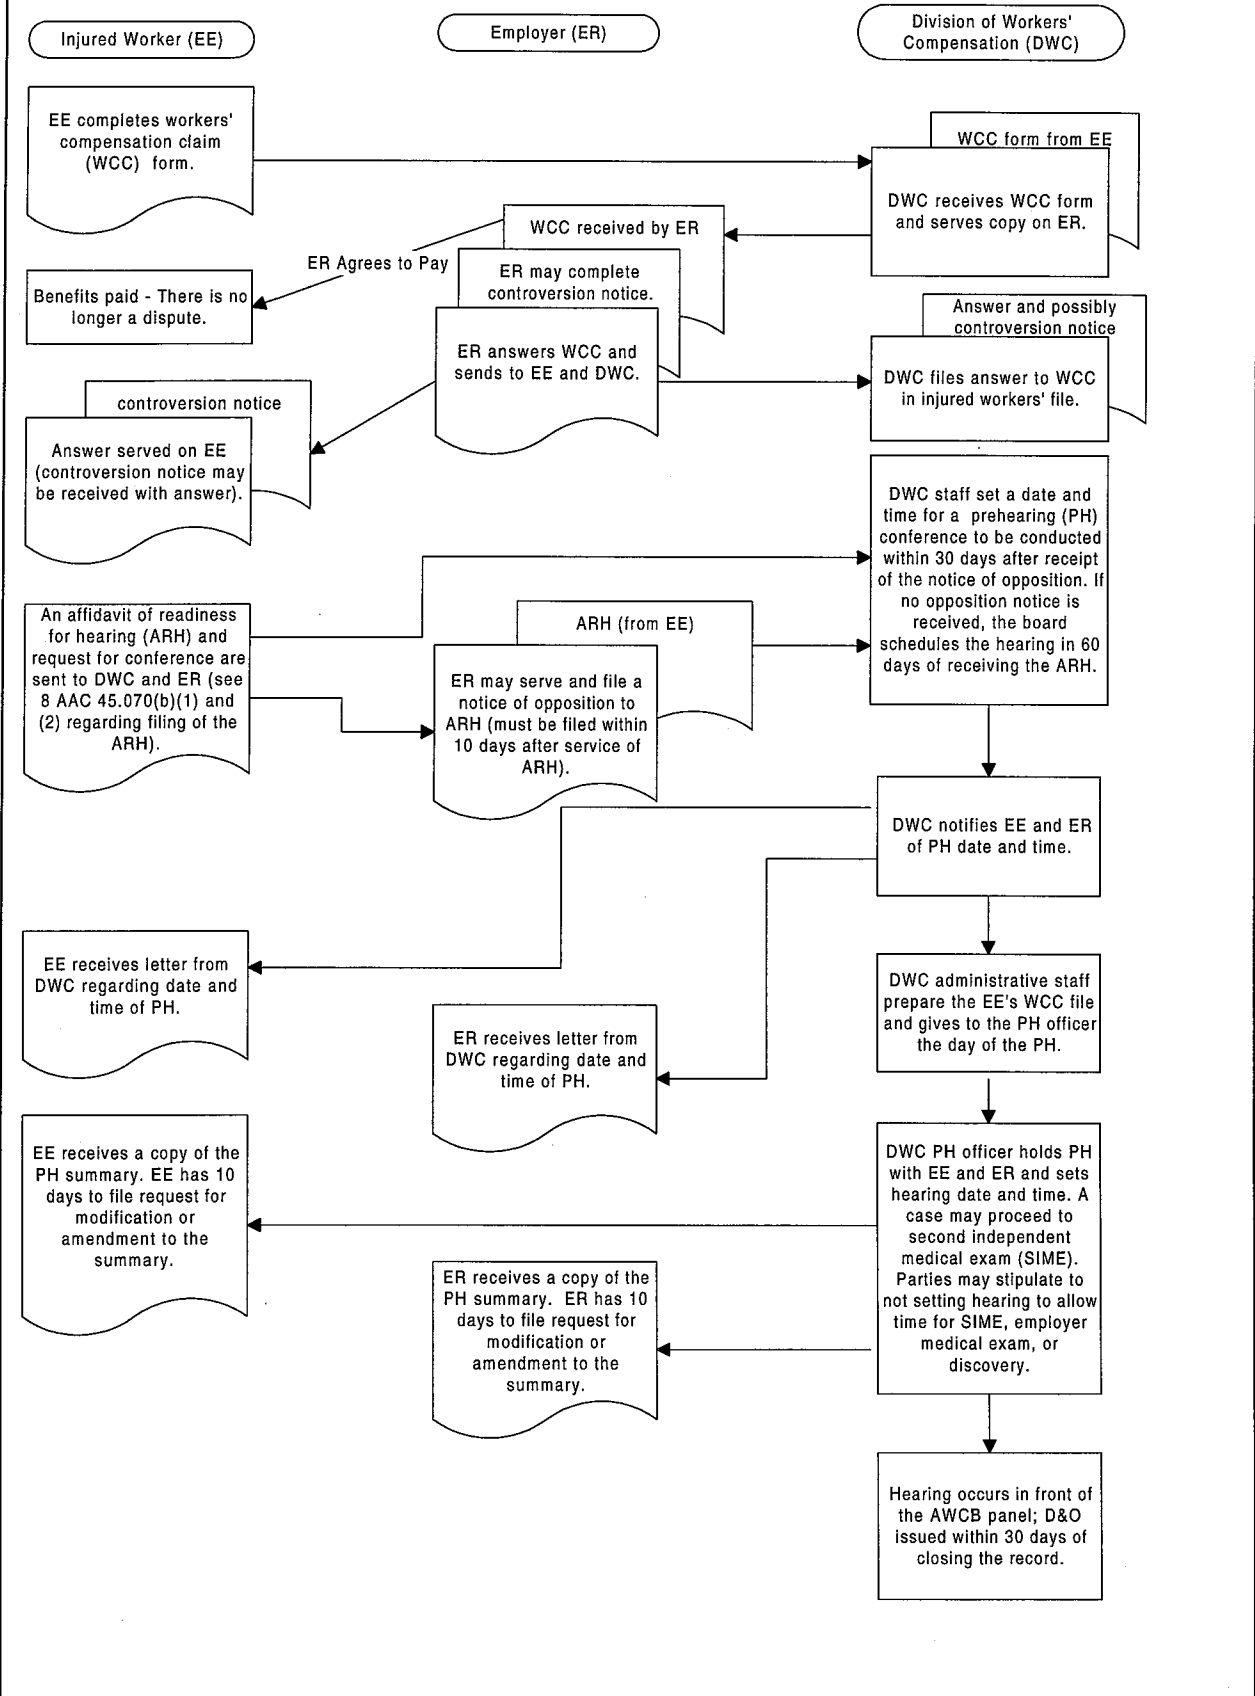 Injured Worker (EE)
Employer (ER)
Division of Workers'
Compensation (DWC)
EE completes workers'
compensation claim
(WCC) form.
WCC form from EE
DWC receives WCC form
and serves copy on ER.
WCC received by ER
ER Agrees to Pay
ER may complete
controversion notice.
Benefits paid - There is no
longer a dispute.
Answer and possibly
controversion notice
ER answers WCC and
sends to EE and DWC.
DWC files answer to WCC
in injured workers' file.
controversion notice
Answer served on EE
(controversion notice may
be received with answer).
DWC staff set a date and
time for a prehearing (PH)
conference to be conducted
within 30 days after receipt
of the notice of opposition. If
no opposition notice is
received, the board
schedules the hearing in 60
days of receiving the ARH.
An affidavit of readiness
for hearing (ARH) and
request for conference are
sent to DWC and ER (see
8 AAC 45.070(b)(1) and
(2) regarding filing of the
ARH).
ARH (from EE)
ER may serve and file a
notice of opposition to
ARH (must be filed within
10 days after service of
ARH).
DWC notifies EE and ER
of PH date and time.
EE receives letter from
DWC regarding date and
time of PH.
DWC administrative staff
prepare the EE's WCC file
and gives to the PH officer
the day of the PH.
ER receives letter from
DWC regarding date and
time of PH.
EE receives a copy of the
PH summary. EE has 10
days to file request for
modification or
amendment to the
summary.
DWC PH officer holds PH
with EE and ER and sets
hearing date and time. A
case may proceed to
second independent
medical exam (SIME).
Parties may stipulate to
not setting hearing to allow
time for SIME, employer
medical exam, or
discovery.
ER receives a copy of the
PH summary. ER has 10
days to file request for
modification or
amendment to the
summary.
Hearing occurs in front of
the AWCB panel; D&O
issued within 30 days of
closing the record.